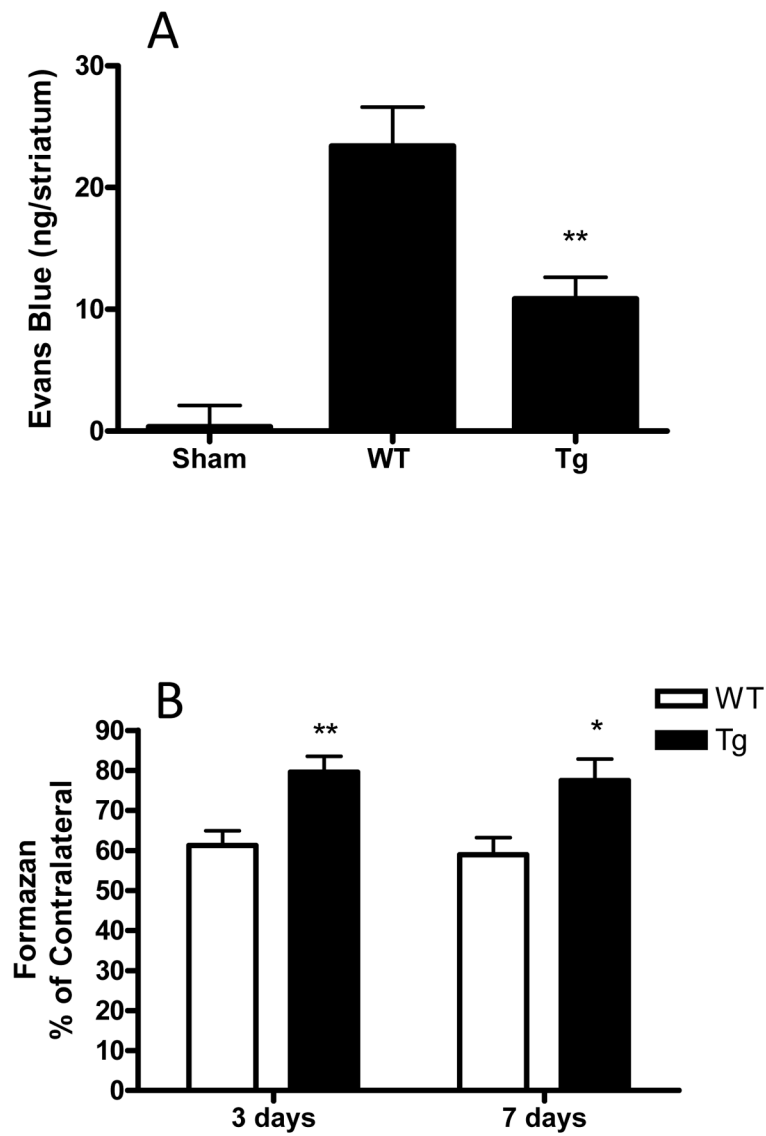 A
Evans Blue (ng/striatum)
30
20
10
0
**
Sham WT Tg
B
WT
Tg
Formazan
% of Contralateral
90
80
70
60
50
40
30
20
10
0
** *
3 days 7 days